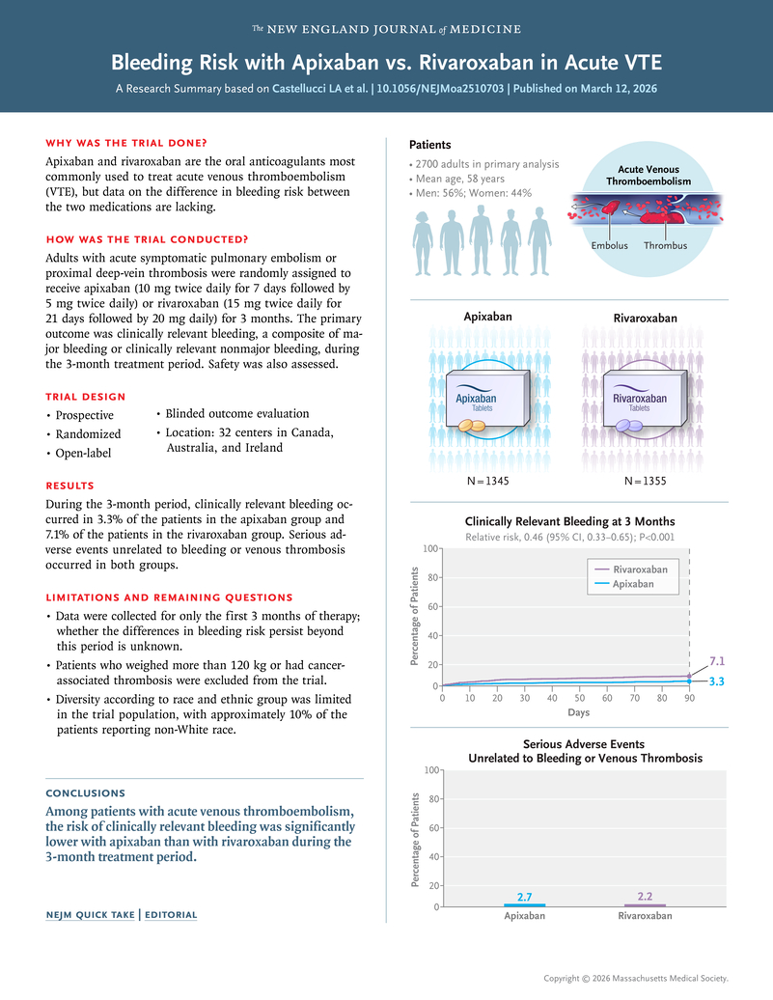 The NEW ENGLAND JOURNAL of MEDICINE
Bleeding Risk with Apixaban vs. Rivaroxaban in Acute VTE
A Research Summary based on Castellucci LA et al. | 10.1056/NEJMoa2510703 | Published on March 12, 2026
WHY WAS THE TRIAL DONE?
Apixaban and rivaroxaban are the oral anticoagulants most
commonly used to treat acute venous thromboembolism
(VTE), but data on the difference in bleeding risk between
the two medications are lacking.
HOW WAS THE TRIAL CONDUCTED?
Adults with acute symptomatic pulmonary embolism or
proximal deep-vein thrombosis were randomly assigned to
receive apixaban (10 mg twice daily for 7 days followed by
5 mg twice daily) or rivaroxaban (15 mg twice daily for
21 days followed by 20 mg daily) for 3 months. The primary
outcome was clinically relevant bleeding, a composite of ma-
jor bleeding or clinically relevant nonmajor bleeding, during
the 3-month treatment period. Safety was also assessed.
TRIAL DESIGN
• Prospective
• Randomized
• Open-label
• Blinded outcome evaluation
• Location: 32 centers in Canada,
Australia, and Ireland
RESULTS
During the 3-month period, clinically relevant bleeding oc-
curred in 3.3% of the patients in the apixaban group and
7.1% of the patients in the rivaroxaban group. Serious ad-
verse events unrelated to bleeding or venous thrombosis
occurred in both groups.
LIMITATIONS AND REMAINING QUESTIONS
• Data were collected for only the first 3 months of therapy;
whether the differences in bleeding risk persist beyond
this period is unknown.
• Patients who weighed more than 120 kg or had cancer-
associated thrombosis were excluded from the trial.
• Diversity according to race and ethnic group was limited
in the trial population, with approximately 10% of the
patients reporting non-White race.
CONCLUSIONS
Among patients with acute venous thromboembolism,
the risk of clinically relevant bleeding was significantly
lower with apixaban than with rivaroxaban during the
3-month treatment period.
NEJM QUICK TAKE | EDITORIAL
Patients
• 2700 adults in primary analysis
• Mean age, 58 years
• Men: 56%; Women: 44%
Acute Venous
Thromboembolism
Embolus
Thrombus
Apixaban
Apixaban
Tablets
N=1345
Rivaroxaban
Rivaroxaban
Tablets
N=1355
Clinically Relevant Bleeding at 3 Months
Relative risk, 0.46 (95% CI, 0.33–0.65); P<0.001
Percentage of Patients
100
80
60
40
20
0
Rivaroxaban
Apixaban
7.1
3.3
0 10 20 30 40 50 60 70 80 90
Days
Serious Adverse Events
Unrelated to Bleeding or Venous Thrombosis
Percentage of Patients
100
80
60
40
20
0
2.7
2.2
Apixaban
Rivaroxaban
Copyright © 2026 Massachusetts Medical Society.